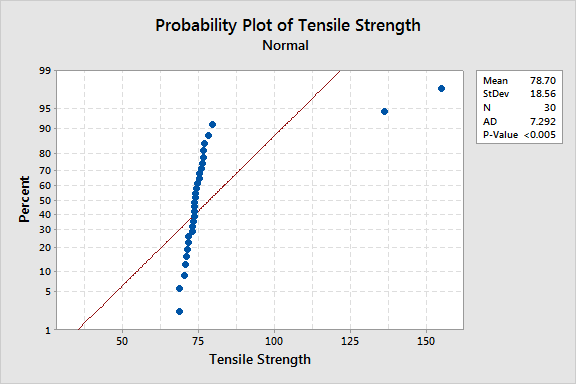 Probability Plot of Tensile Strength
Normal
99
95
90
80
70
60
50
40
30
20
10
5
1
Percent
50
75
100
125
150
Tensile Strength
Mean 78.70
StDev 18.56
N 30
AD 7.292
P-Value <0.005